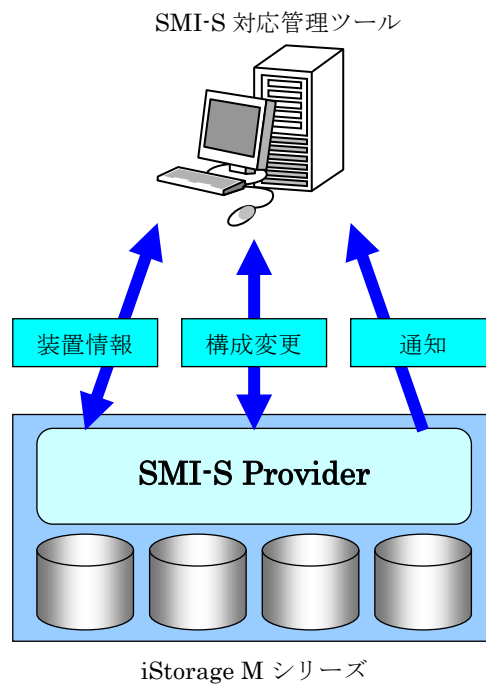 SMI-S 対応管理ツール
装置情報
構成変更
通知
SMI-S Provider
iStorage M シリーズ